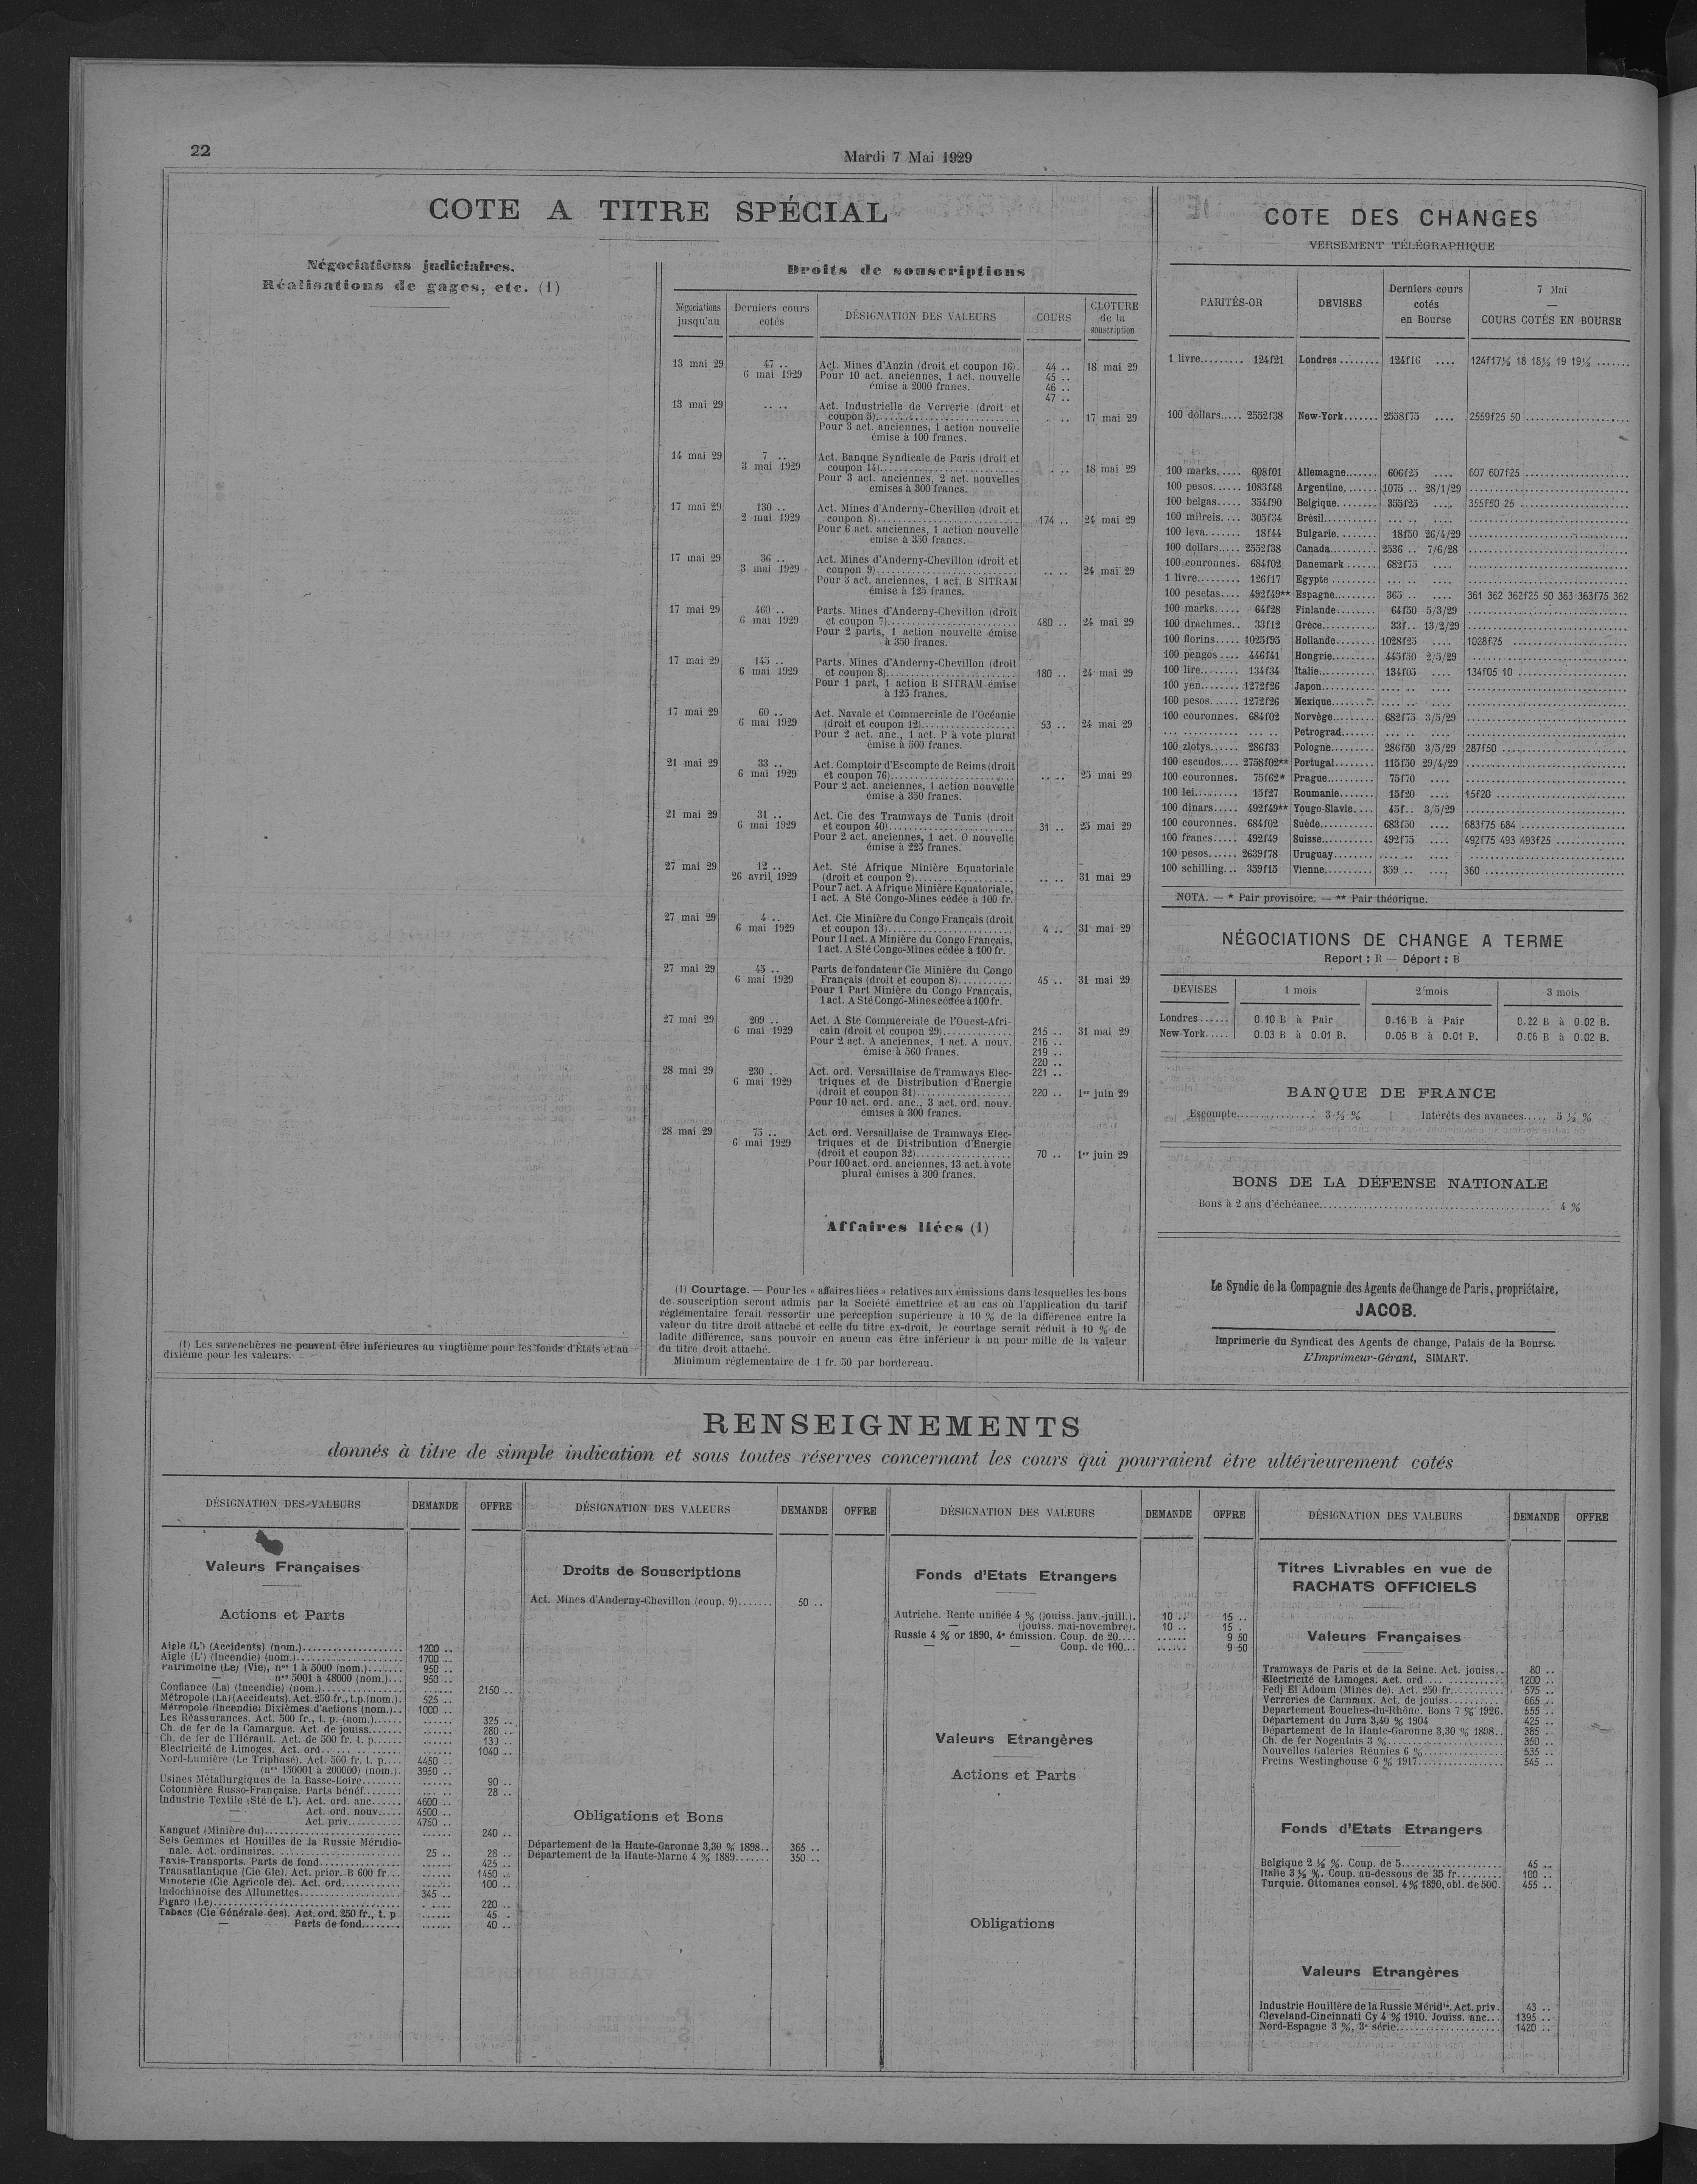 22
Mardi 7 Mai 1929
COTE A TITRE SPÉCIAL
Négociations judiciaires.
Réalisations de gages, etc. (1)
(1) Les surenchères ne peuvent être inférieures au vingtième pour les fonds d'États et au
dixième pour les valeurs.
Droits de souscriptions
Négociations jusqu'au | Derniers cours cotés | DÉSIGNATION DES VALEURS | COURS | CLOTURE de la souscription
13 mai 29 | 47 .. | Act. Mines d'Anzin (droit et coupon 16). | 44 .. | 18 mai 29
6 mai 1929 | Pour 10 act. anciennes, 1 act. nouvelle | 45 ..
émise à 2000 francs. | 46 ..
47 ..
13 mai 29 | .. .. | Act. Industrielle de Verrerie (droit et
coupon 5) | . .. | 17 mai 29
Pour 3 act. anciennes, 1 action nouvelle
émise à 100 francs.
14 mai 29 | 7 .. | Act. Banque Syndicale de Paris (droit et
3 mai 1929 | coupon 14) | . .. | 18 mai 29
Pour 3 act. anciennes, 2 act. nouvelles
émises à 300 francs.
17 mai 29 | 130 .. | Act. Mines d'Anderny-Chevillon (droit et
2 mai 1929 | coupon 8) | 174 .. | 24 mai 29
Pour 6 act. anciennes, 1 action nouvelle
émise à 350 francs.
17 mai 29 | 36 .. | Act. Mines d'Anderny-Chevillon (droit et
3 mai 1929 | coupon 9) | .. .. | 24 mai 29
Pour 3 act. anciennes, 1 act. B SITRAM
émise à 125 francs.
17 mai 29 | 460 .. | Parts. Mines d'Anderny-Chevillon (droit
6 mai 1929 | et coupon 7) | 480 .. | 24 mai 29
Pour 2 parts, 1 action nouvelle émise
à 350 francs.
17 mai 29 | 145 .. | Parts. Mines d'Anderny-Chevillon (droit
6 mai 1929 | et coupon 8) | 180 .. | 24 mai 29
Pour 1 part, 1 action B SITRAM émise
à 125 francs.
17 mai 29 | 60 .. | Act. Navale et Commerciale de l'Océanie
6 mai 1929 | (droit et coupon 12) | 53 .. | 24 mai 29
Pour 2 act. anc., 1 act. P à vote plural
émise à 500 francs.
21 mai 29 | 33 .. | Act. Comptoir d'Escompte de Reims (droit
6 mai 1929 | et coupon 76) | .. .. | 25 mai 29
Pour 2 act. anciennes, 1 action nouvelle
émise à 350 francs.
21 mai 29 | 31 .. | Act. Cie des Tramways de Tunis (droit
6 mai 1929 | et coupon 40) | 31 .. | 25 mai 29
Pour 2 act. anciennes, 1 act. O nouvelle
émise à 225 francs.
27 mai 29 | 12 .. | Act. Sté Afrique Minière Equatoriale
26 avril 1929 | (droit et coupon 2) | .. .. | 31 mai 29
Pour 7 act. A Afrique Minière Equatoriale,
1 act. A Sté Congo-Mines cédée à 100 fr.
27 mai 29 | 4 .. | Act. Cie Minière du Congo Français (droit
6 mai 1929 | et coupon 13) | 4 .. | 31 mai 29
Pour 11 act. A Minière du Congo Français,
1 act. A Sté Congo-Mines cédée à 100 fr.
27 mai 29 | 45 .. | Parts de fondateur Cie Minière du Congo
6 mai 1929 | Français (droit et coupon 8) | 45 .. | 31 mai 29
Pour 1 Part Minière du Congo Français,
1 act. A Sté Congo-Mines cédée à 100 fr.
27 mai 29 | 209 .. | Act. A Sté Commerciale de l'Ouest-Afri-
6 mai 1929 | cain (droit et coupon 29) | 215 .. | 31 mai 29
Pour 2 act. A anciennes, 1 act. A nouv. | 216 ..
émise à 560 francs. | 219 ..
220 ..
28 mai 29 | 230 .. | Act. ord. Versaillaise de Tramways Elec- | 221 ..
6 mai 1929 | triques et de Distribution d'Énergie
(droit et coupon 31) | 220 .. | 1er juin 29
Pour 10 act. ord. anc., 3 act. ord. nouv.
émises à 300 francs.
28 mai 29 | 75 .. | Act. ord. Versaillaise de Tramways Elec-
6 mai 1929 | triques et de Distribution d'Énergie
(droit et coupon 32) | 70 .. | 1er juin 29
Pour 100 act. ord. anciennes, 13 act. à vote
plural émises à 300 francs.
Affaires liées (1)
(1) Courtage. — Pour les « affaires liées » relatives aux émissions dans lesquelles les bons
de souscription seront admis par la Société émettrice et au cas où l'application du tarif
réglementaire ferait ressortir une perception supérieure à 10 % de la différence entre la
valeur du titre droit attaché et celle du titre ex-droit, le courtage serait réduit à 10 % de
ladite différence, sans pouvoir en aucun cas être inférieur à un pour mille de la valeur
du titre droit attaché.
Minimum réglementaire de 1 fr. 50 par bordereau.
COTE DES CHANGES
VERSEMENT TÉLÉGRAPHIQUE
PARITÉS-OR | DEVISES | Derniers cours cotés en Bourse | 7 Mai — COURS COTÉS EN BOURSE
1 livre 124f21 | Londres | 124f16 .... | 124f17½ 18 18½ 19 19½
100 dollars 2552f38 | New-York | 2558f75 .... | 2559f25 50
100 marks 608f01 | Allemagne | 606f25 .... | 607 607f25
100 pesos 1083f48 | Argentine | 1075 .. 28/1/29
100 belgas 354f90 | Belgique | 355f25 .... | 355f50 25
100 milreis 305f34 | Brésil | .. ..
100 leva 18f44 | Bulgarie | 18f50 26/4/29
100 dollars 2552f38 | Canada | 2536 .. 7/6/28
100 couronnes. 684f02 | Danemark | 682f75 ....
1 livre 126f17 | Egypte | .. .. ....
100 pesetas 492f49** | Espagne | 365 .. .... | 361 362 362f25 50 363 363f75 362
100 marks 64f28 | Finlande | 64f50 5/3/29
100 drachmes 33f12 | Grèce | 33f.. 13/2/29
100 florins 1025f95 | Hollande | 1028f25 .... | 1028f75
100 pengos 446f41 | Hongrie | 445f50 2/5/29
100 lire 134f34 | Italie | 134f05 .... | 134f05 10
100 yen 1272f26 | Japon | .. .. ....
100 pesos 1272f26 | Mexique | .. .. ....
100 couronnes. 684f02 | Norvège | 682f75 3/5/29
Petrograd
100 zlotys 286f33 | Pologne | 286f50 3/5/29 | 287f50
100 escudos 2758f02** | Portugal | 115f50 29/4/29
100 couronnes. 75f62* | Prague | 75f70 ....
100 lei 15f27 | Roumanie | 15f20 .... | 15f20
100 dinars 492f49** | Yougo-Slavie | 45f.. 3/5/29
100 couronnes. 684f02 | Suède | 683f50 .... | 683f75 684
100 francs 492f49 | Suisse | 492f75 .... | 492f75 493 493f25
100 pesos 2639f78 | Uruguay | .. .. ....
100 schilling 359f15 | Vienne | 359 .. .... | 360
NOTA. — * Pair provisoire. — ** Pair théorique.
NÉGOCIATIONS DE CHANGE A TERME
Report : R — Déport : B
DEVISES | 1 mois | 2 mois | 3 mois
Londres | 0.10 B à Pair | 0.16 B à Pair | 0.22 B à 0.02 B.
New-York | 0.03 B à 0.01 B. | 0.05 B à 0.01 B. | 0.06 B à 0.02 B.
BANQUE DE FRANCE
Escompte 3 ½ % | Intérêts des avances 5 ½ %
BONS DE LA DÉFENSE NATIONALE
Bons à 2 ans d'échéance 4 %
Le Syndic de la Compagnie des Agents de Change de Paris, propriétaire,
JACOB.
Imprimerie du Syndicat des Agents de change, Palais de la Bourse.
L'Imprimeur-Gérant, SIMART.
RENSEIGNEMENTS
donnés à titre de simple indication et sous toutes réserves concernant les cours qui pourraient être ultérieurement cotés
DÉSIGNATION DES VALEURS | DEMANDE | OFFRE
Valeurs Françaises
Actions et Parts
Aigle (L') (Accidents) (nom.) | 1200 ..
Aigle (L') (Incendie) (nom.) | 1700 ..
Patrimoine (Le) (Vie), nos 1 à 5000 (nom.) | 950 ..
— nos 5001 à 48000 (nom.) | 950 ..
Confiance (La) (Incendie) (nom.) | | 2150 ..
Métropole (La) (Accidents). Act. 250 fr., t.p. (nom.) | 525 ..
Métropole (Incendie) Dixièmes d'actions (nom.) | 1000 ..
Les Réassurances. Act. 500 fr., t. p. (nom.) | ...... | 325 ..
Ch. de fer de la Camargue. Act. de jouiss | ...... | 280 ..
Ch. de fer de l'Hérault. Act. de 500 fr. t. p. | ...... | 130 ..
Electricité de Limoges. Act. ord | ...... | 1040 ..
Nord-Lumière (Le Triphasé). Act. 500 fr. t. p. | 4450 ..
— (nos 150001 à 200000) (nom.) | 3950 ..
Usines Métallurgiques de la Basse-Loire | ...... | 90 ..
Cotonnière Russo-Française. Parts bénéf | ...... | 28 ..
Industrie Textile (Sté de L'). Act. ord. anc | 4600 ..
— Act. ord. nouv | 4500 ..
— Act. priv | 4750 ..
Kanguet (Minière du) | ...... | 240 ..
Sels Gemmes et Houilles de la Russie Méridio-
nale. Act. ordinaires | 25 .. | 28 ..
Taxis-Transports. Parts de fond | ...... | 425 ..
Transatlantique (Cie Gle). Act. prior. B 600 fr | ...... | 1450 ..
Minoterie (Cie Agricole de). Act. ord | ...... | 100 ..
Indochinoise des Allumettes | 345 ..
Figaro (Le) | ...... | 220 ..
Tabacs (Cie Générale des). Act. ord. 250 fr., t. p | ...... | 45 ..
— Parts de fond | ...... | 40 ..
DÉSIGNATION DES VALEURS | DEMANDE | OFFRE
Droits de Souscriptions
Act. Mines d'Anderny-Chevillon (coup. 9) | 50 ..
Obligations et Bons
Département de la Haute-Garonne 3,30 % 1898 | 365 ..
Département de la Haute-Marne 4 % 1889 | 350 ..
DÉSIGNATION DES VALEURS | DEMANDE | OFFRE
Fonds d'Etats Etrangers
Autriche. Rente unifiée 4 % (jouiss. janv.-juill.) | 10 .. | 15 ..
— (jouiss. mai-novembre) | 10 .. | 15 ..
Russie 4 % or 1890, 4e émission. Coup. de 20 | ...... | 9 50
— — Coup. de 100 | ...... | 9 50
Valeurs Etrangères
Actions et Parts
Obligations
DÉSIGNATION DES VALEURS | DEMANDE | OFFRE
Titres Livrables en vue de
RACHATS OFFICIELS
Valeurs Françaises
Tramways de Paris et de la Seine. Act. jouiss | 80 ..
Electricité de Limoges. Act. ord | 1200 ..
Fedj El Adoum (Mines de). Act. 250 fr | 575 ..
Verreries de Carmaux. Act. de jouiss | 665 ..
Département Bouches-du-Rhône. Bons 7 % 1926. | 555 ..
Département du Jura 3,40 % 1904 | 425 ..
Département de la Haute-Garonne 3,30 % 1898 | 385 ..
Ch. de fer Nogentais 3 % | 350 ..
Nouvelles Galeries Réunies 6 % | 535 ..
Freins Westinghouse 6 % 1917 | 545 ..
Fonds d'Etats Etrangers
Belgique 2 ½ %. Coup. de 5 | 45 ..
Italie 3 ½ %. Coup. au-dessous de 35 fr | 100 ..
Turquie. Ottomanes consol. 4 % 1890, obl. de 500. | 455 ..
Valeurs Etrangères
Industrie Houillère de la Russie Méridle. Act. priv. | 43 ..
Cleveland-Cincinnati Cy 4 % 1910. Jouiss. anc | 1395 ..
Nord-Espagne 3 %, 3e série | 1420 ..